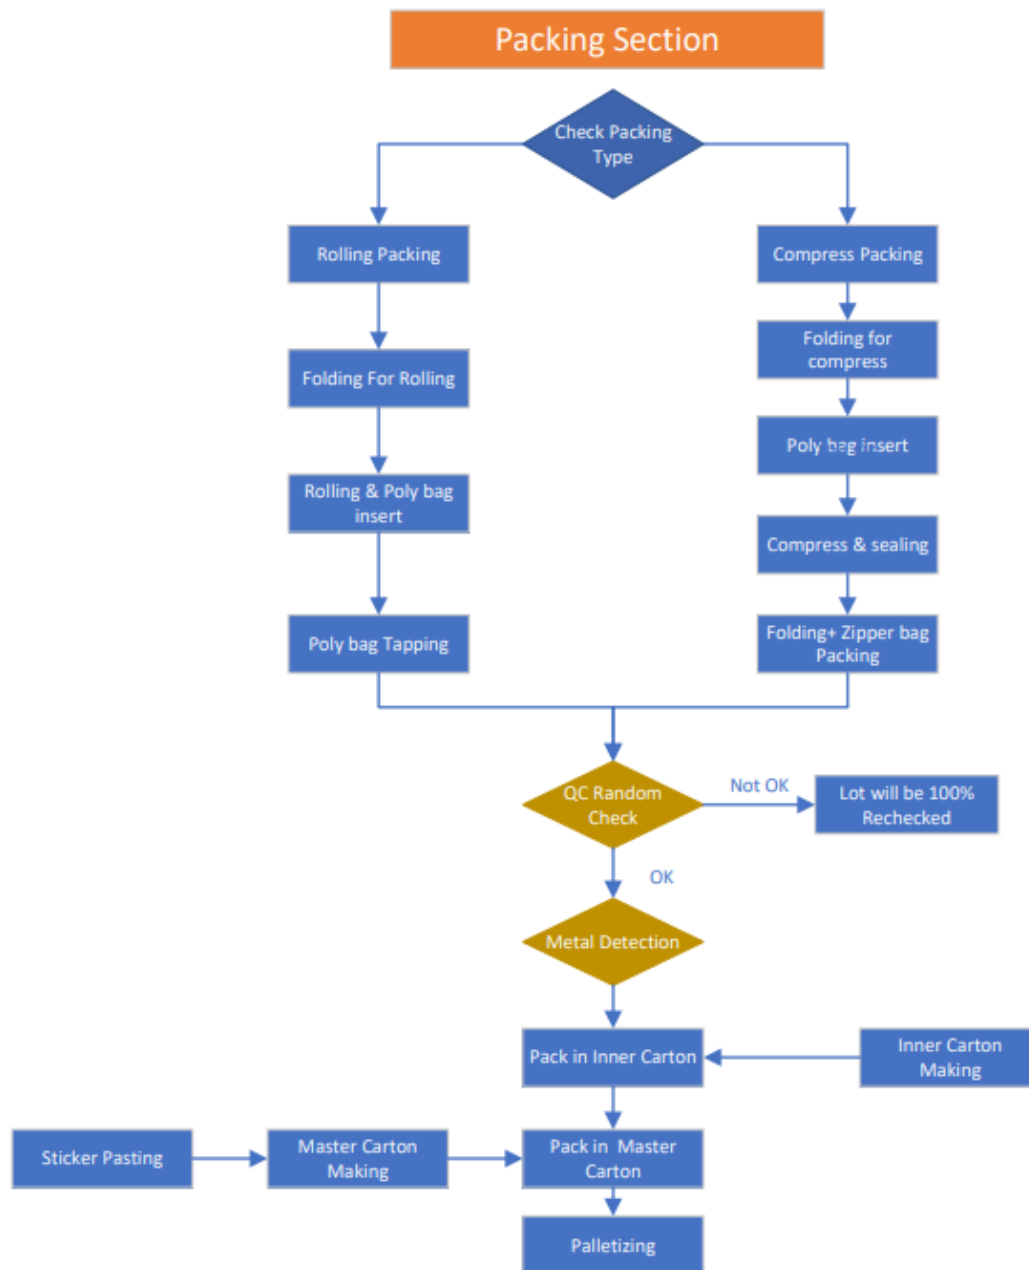 Packing Section
Check Packing
Type
Rolling Packing
Compress Packing
Folding for
compress
Folding For Rolling
Poly bag insert
Rolling & Poly bag
insert
Compress & sealing
Poly bag Tapping
Folding+ Zipper bag
Packing
QC Random
Check
Not OK
Lot will be 100%
Rechecked
OK
Metal Detection
Pack in Inner Carton
Inner Carton
Making
Sticker Pasting
Master Carton
Making
Pack in Master
Carton
Palletizing